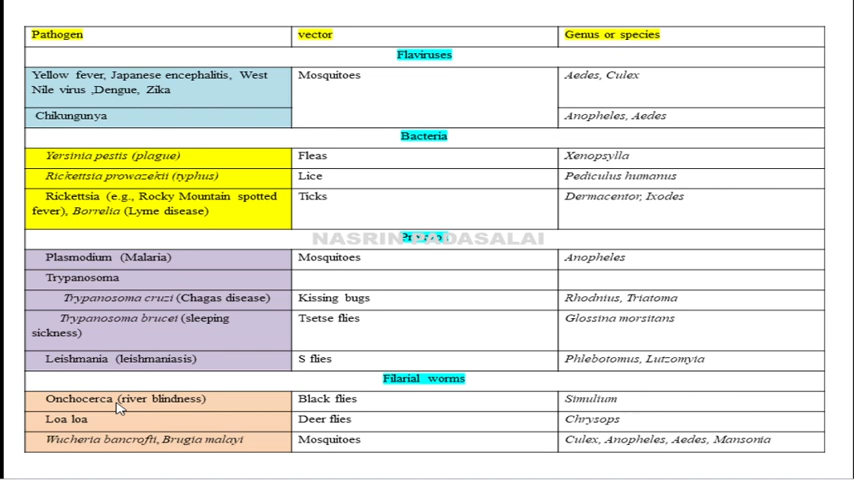 Pathogen vector Genus or species
Flaviruses
Yellow fever, Japanese encephalitis, West Mosquitoes Aedes, Culex
Nile virus ,Dengue, Zika
Chikungunya Anopheles, Aedes
Bacteria
Yersinia pestis (plague) Fleas Xenopsylla
Rickettsia prowazekii (typhus) Lice Pediculus humanus
Rickettsia (e.g., Rocky Mountain spotted Ticks Dermacentor, Ixodes
fever), Borrelia (Lyme disease)
NASRIN PADASALAI
Plasmodium (Malaria) Mosquitoes Anopheles
Trypanosoma
Trypanosoma cruzi (Chagas disease) Kissing bugs Rhodnius, Triatoma
Trypanosoma brucei (sleeping Tsetse flies Glossina morsitans
sickness)
Leishmania (leishmaniasis) S flies Phlebotomus, Lutzomyia
Filarial worms
Onchocerca (river blindness) Black flies Simulium
Loa loa Deer flies Chrysops
Wucheria bancrofti, Brugia malayi Mosquitoes Culex, Anopheles, Aedes, Mansonia